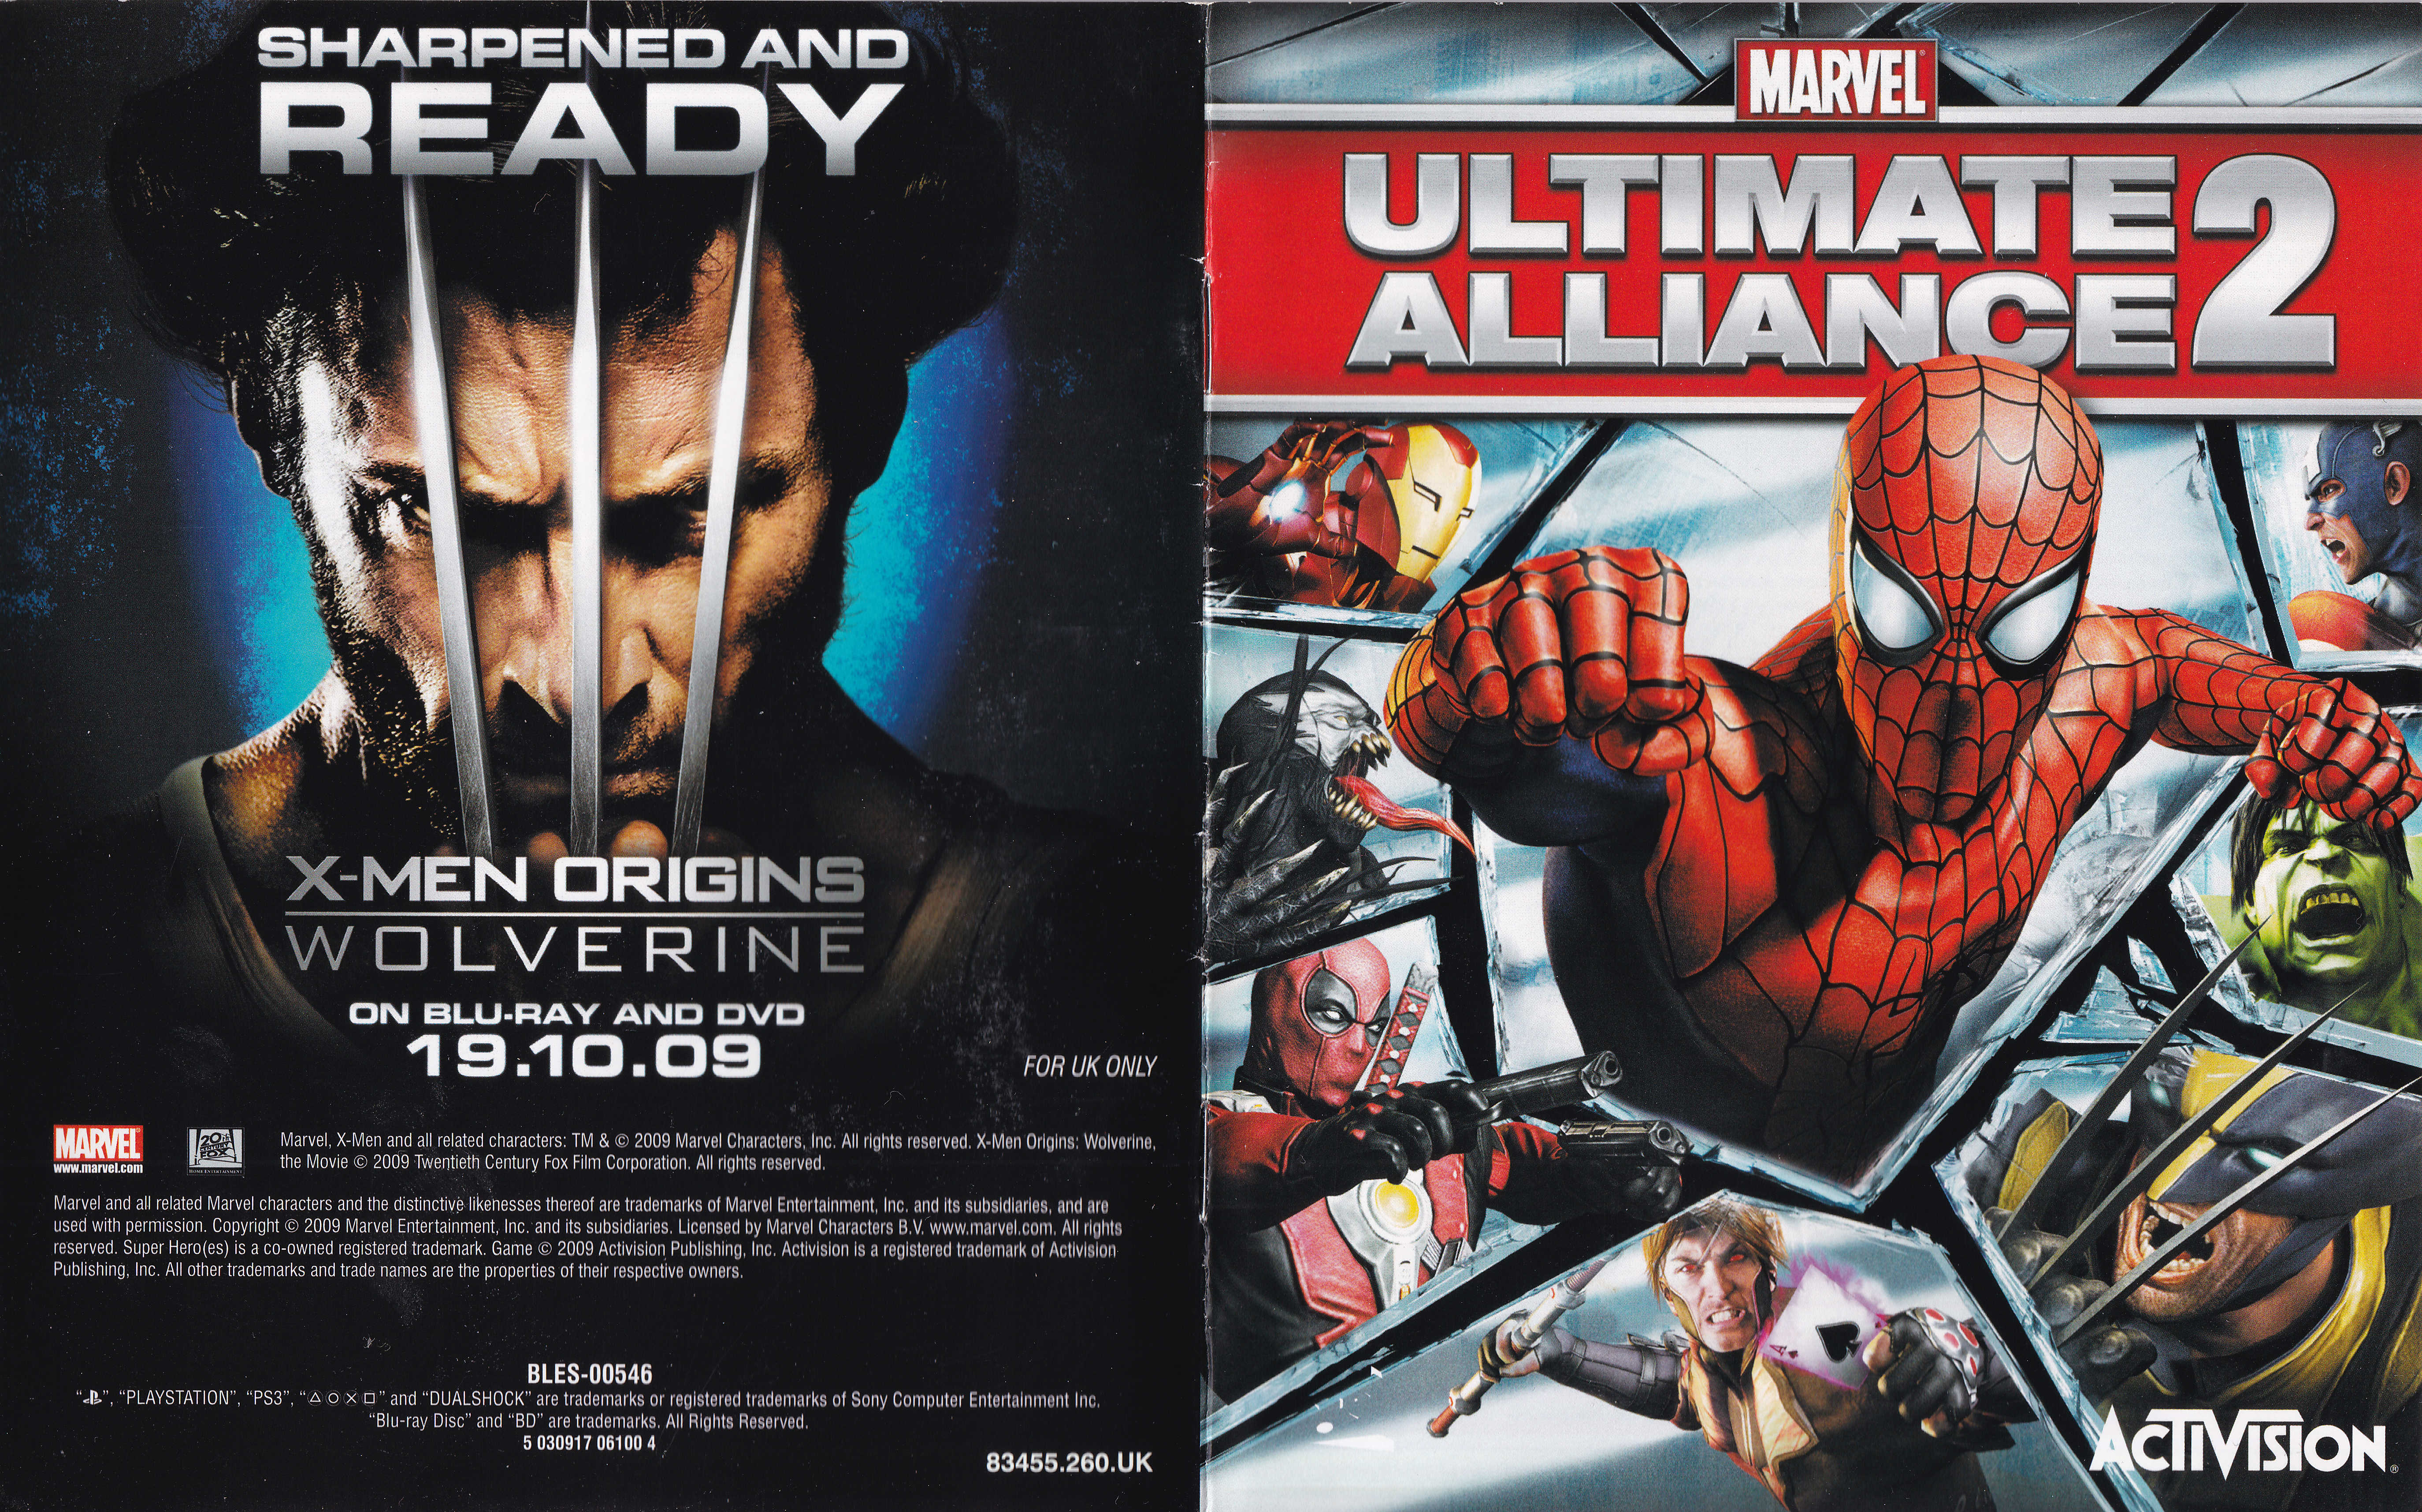 SHARPENED AND
READY
X-MEN ORIGINS
WOLVERINE
ON BLU-RAY AND DVD
19.10.09
FOR UK ONLY
MARVEL
www.marvel.com
20th
CENTURY
FOX
HOME ENTERTAINMENT
Marvel, X-Men and all related characters: TM & © 2009 Marvel Characters, Inc. All rights reserved. X-Men Origins: Wolverine,
the Movie © 2009 Twentieth Century Fox Film Corporation. All rights reserved.
Marvel and all related Marvel characters and the distinctive likenesses thereof are trademarks of Marvel Entertainment, Inc. and its subsidiaries, and are
used with permission. Copyright © 2009 Marvel Entertainment, Inc. and its subsidiaries. Licensed by Marvel Characters B.V. www.marvel.com. All rights
reserved. Super Hero(es) is a co-owned registered trademark. Game © 2009 Activision Publishing, Inc. Activision is a registered trademark of Activision
Publishing, Inc. All other trademarks and trade names are the properties of their respective owners.
BLES-00546
“ ”, “PLAYSTATION”, “PS3”, “△○✕□” and “DUALSHOCK” are trademarks or registered trademarks of Sony Computer Entertainment Inc.
“Blu-ray Disc” and “BD” are trademarks. All Rights Reserved.
5 030917 06100 4
83455.260.UK
MARVEL®
ULTIMATE
ALLIANCE 2
A
ACTIVISION®